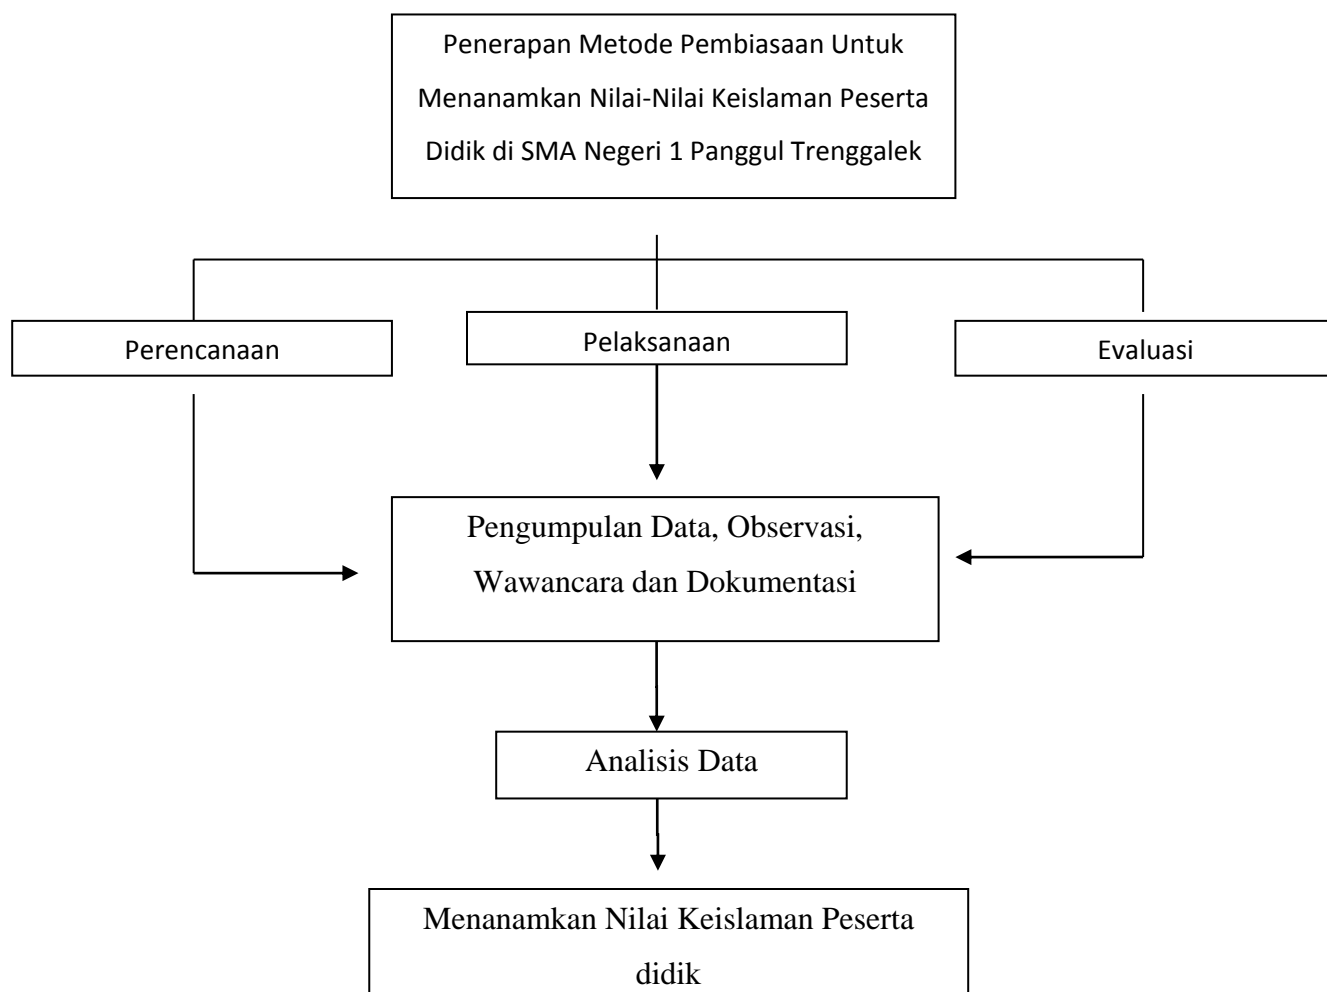 Penerapan Metode Pembiasaan Untuk
Menanamkan Nilai-Nilai Keislaman Peserta
Didik di SMA Negeri 1 Panggul Trenggalek
Perencanaan
Pelaksanaan
Evaluasi
Pengumpulan Data, Observasi,
Wawancara dan Dokumentasi
Analisis Data
Menanamkan Nilai Keislaman Peserta
didik